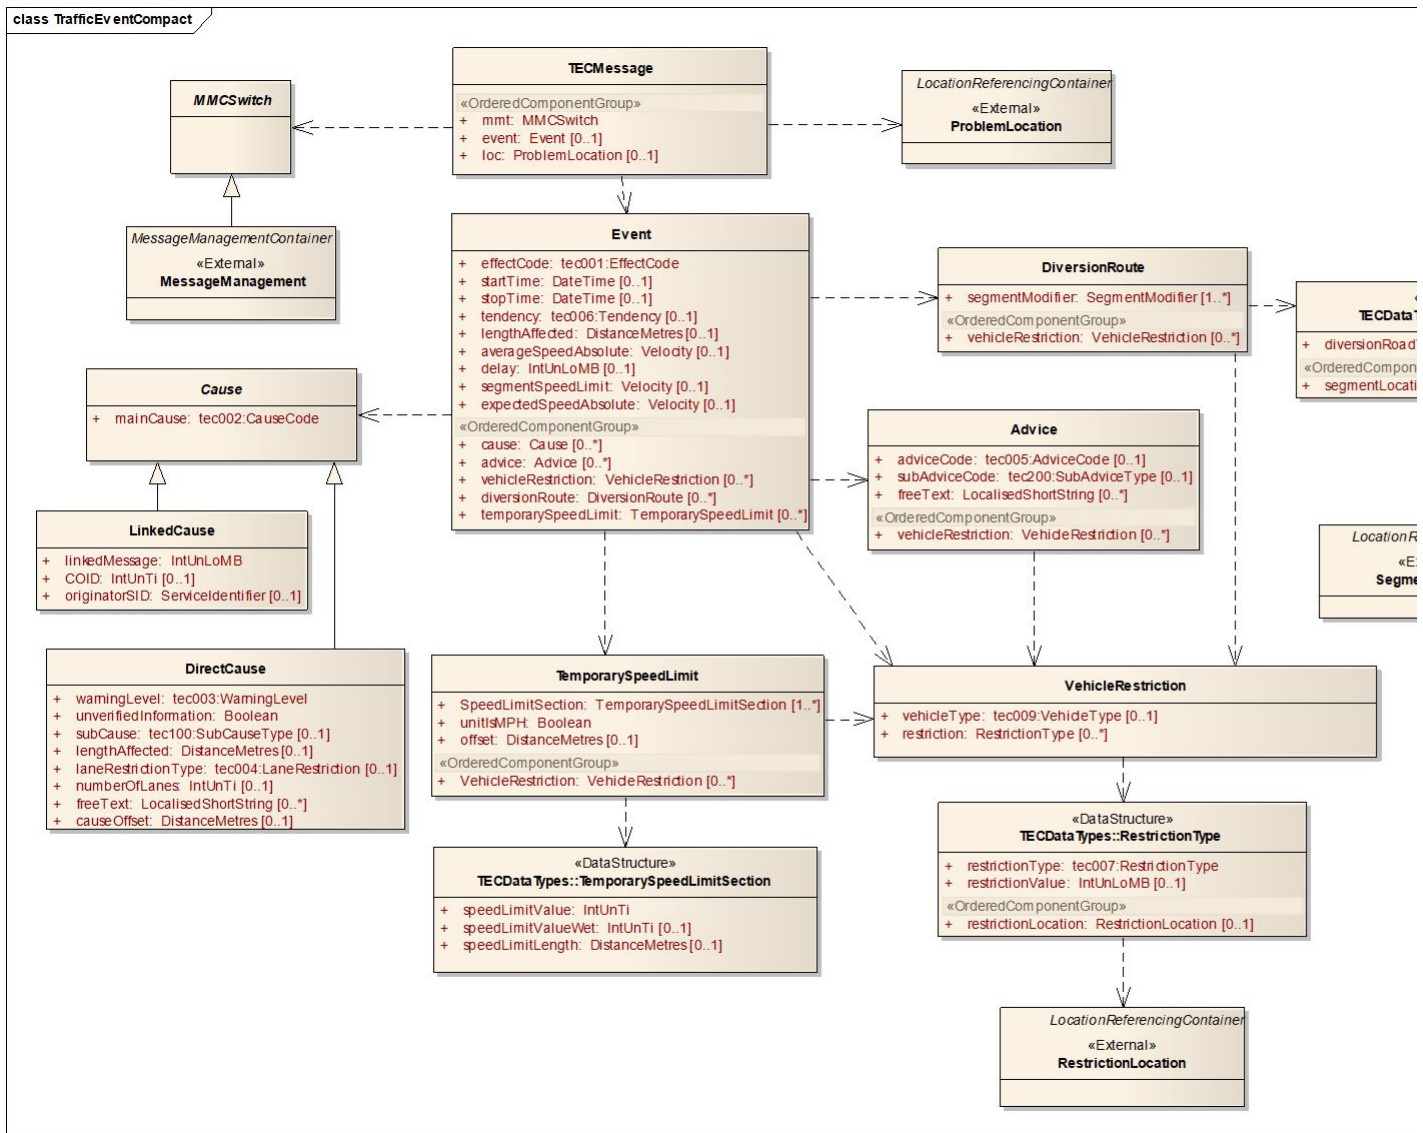 class TrafficEventCompact
TECMessage
«OrderedComponentGroup»
+ mmt: MMCSwitch
+ event: Event [0..1]
+ loc: ProblemLocation [0..1]
MMCSwitch
LocationReferencingContainer
«External»
ProblemLocation
MessageManagementContainer
«External»
MessageManagement
Event
+ effectCode: tec001:EffectCode
+ startTime: DateTime [0..1]
+ stopTime: DateTime [0..1]
+ tendency: tec006:Tendency [0..1]
+ lengthAffected: DistanceMetres [0..1]
+ averageSpeedAbsolute: Velocity [0..1]
+ delay: IntUnLoMB [0..1]
+ segmentSpeedLimit: Velocity [0..1]
+ expectedSpeedAbsolute: Velocity [0..1]
«OrderedComponentGroup»
+ cause: Cause [0..*]
+ advice: Advice [0..*]
+ vehicleRestriction: VehicleRestriction [0..*]
+ diversionRoute: DiversionRoute [0..*]
+ temporarySpeedLimit: TemporarySpeedLimit [0..*]
DiversionRoute
+ segmentModifier: SegmentModifier [1..*]
«OrderedComponentGroup»
+ vehicleRestriction: VehicleRestriction [0..*]
+
«OrderedCompon
+
Cause
+ mainCause: tec002:CauseCode
Advice
+ adviceCode: tec005:AdviceCode [0..1]
+ subAdviceCode: tec200:SubAdviceType [0..1]
+ freeText: LocalisedShortString [0..*]
«OrderedComponentGroup»
+ vehicleRestriction: VehicleRestriction [0..*]
LinkedCause
+ linkedMessage: IntUnLoMB
+ COID: IntUnTi [0..1]
+ originatorSID: ServiceIdentifier [0..1]
DirectCause
+ warningLevel: tec003:WarningLevel
+ unverifiedInformation: Boolean
+ subCause: tec100:SubCauseType [0..1]
+ lengthAffected: DistanceMetres [0..1]
+ laneRestrictionType: tec004:LaneRestriction [0..1]
+ numberOfLanes: IntUnTi [0..1]
+ freeText: LocalisedShortString [0..*]
+ causeOffset: DistanceMetres [0..1]
TemporarySpeedLimit
+ SpeedLimitSection: TemporarySpeedLimitSection [1..*]
+ unitIsMPH: Boolean
+ offset: DistanceMetres [0..1]
«OrderedComponentGroup»
+ VehicleRestriction: VehicleRestriction [0..*]
VehicleRestriction
+ vehicleType: tec009:VehicleType [0..1]
+ restriction: RestrictionType [0..*]
«DataStructure»
TECDataTypes::TemporarySpeedLimitSection
+ speedLimitValue: IntUnTi
+ speedLimitValueWet: IntUnTi [0..1]
+ speedLimitLength: DistanceMetres [0..1]
«DataStructure»
TECDataTypes::RestrictionType
+ restrictionType: tec007:RestrictionType
+ restrictionValue: IntUnLoMB [0..1]
«OrderedComponentGroup»
+ restrictionLocation: RestrictionLocation [0..1]
LocationReferencingContainer
«External»
RestrictionLocation